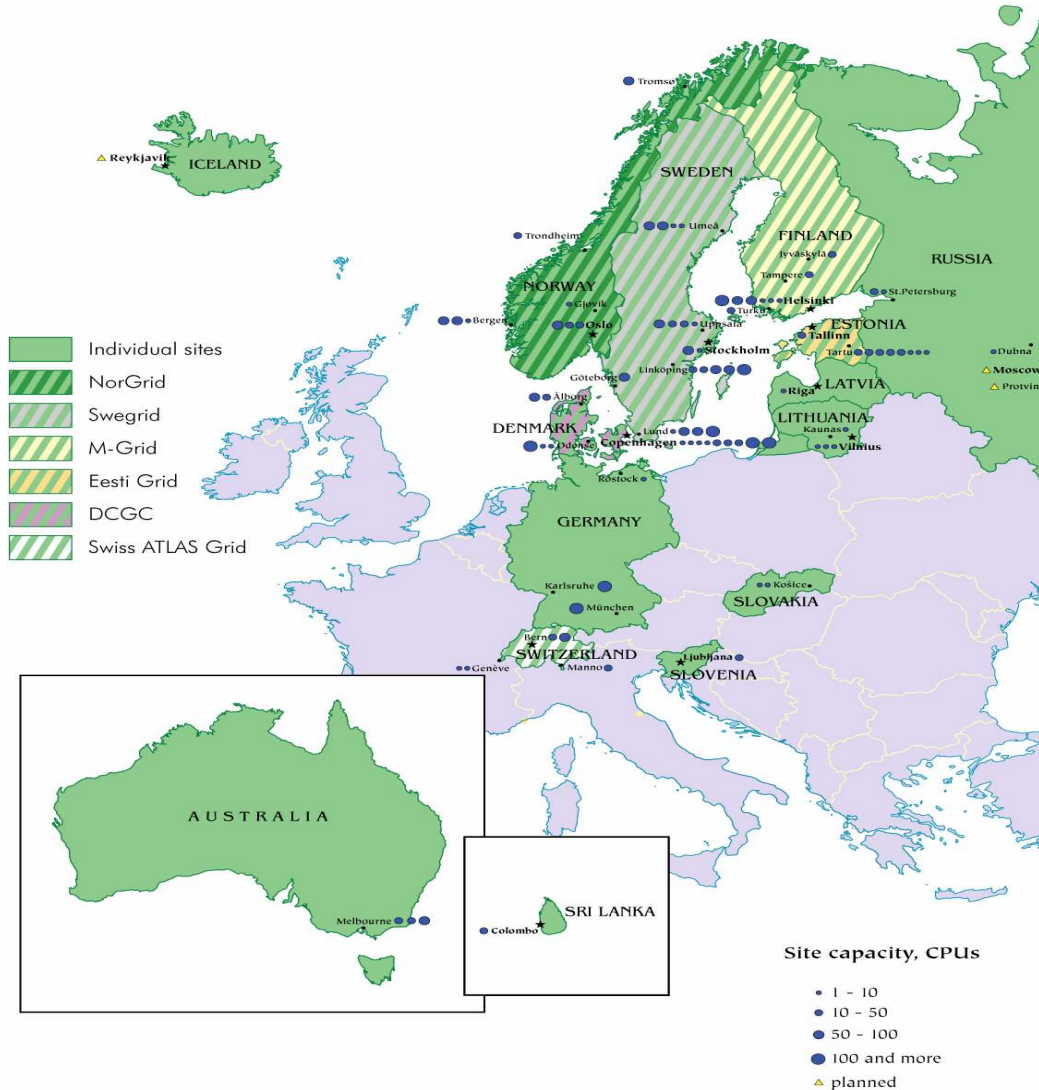 Tromsø
Reykjavik
ICELAND
SWEDEN
Umeå
Trondheim
FINLAND
Jyväskylä
RUSSIA
Tampere
NORWAY
St.Petersburg
Gjøvik
Helsinki
Turku
Bergen
Oslo
Uppsala
ESTONIA
Tallinn
Stockholm
Tartu
Dubna
Individual sites
Linköping
Moscow
Göteborg
LATVIA
Protvin
NorGrid
Riga
Ålborg
Swegrid
LITHUANIA
DENMARK
Lund
Kaunas
Odense
Copenhagen
Vilnius
M-Grid
Rostock
Eesti Grid
DCGC
GERMANY
Swiss ATLAS Grid
Karlsruhe
Košice
München
SLOVAKIA
Bern
SWITZERLAND
Ljubljana
Genève
Manno
SLOVENIA
AUSTRALIA
Melbourne
SRI LANKA
Colombo
Site capacity, CPUs
1 - 10
10 - 50
50 - 100
100 and more
planned